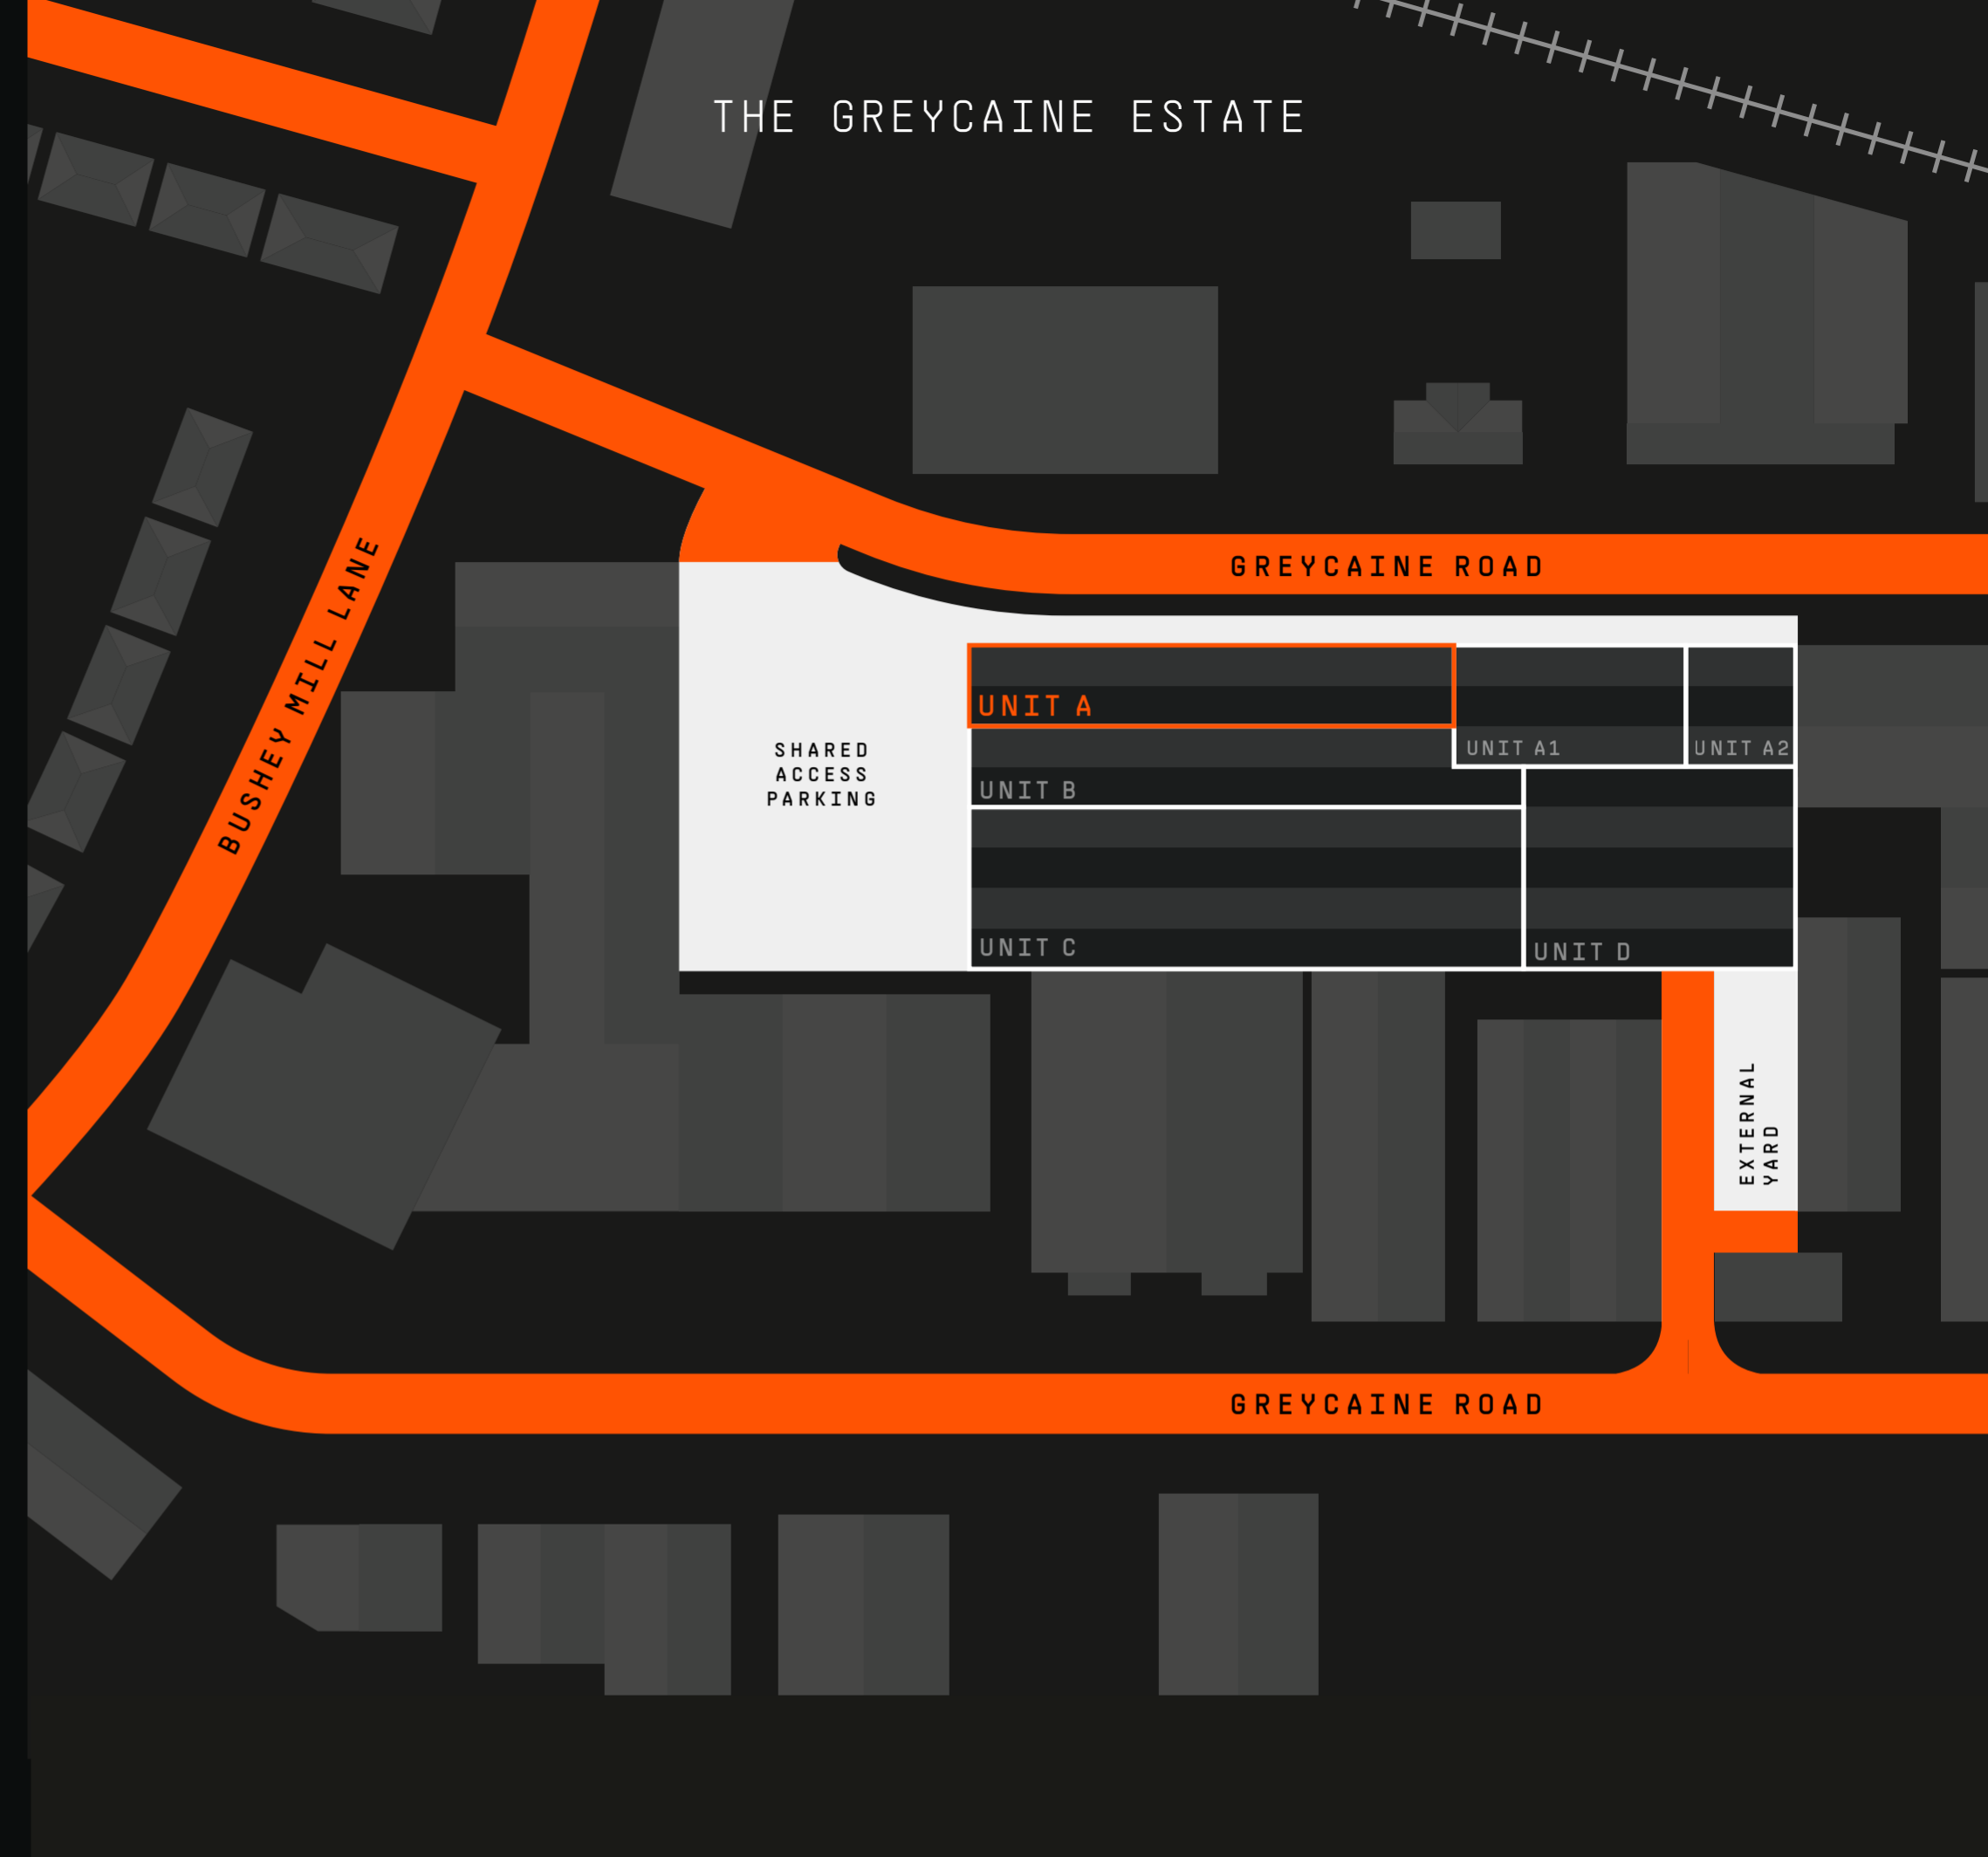 THE GREYCAINE ESTATE
GREYCAINE ROAD
BUSHEY MILL LANE
UNIT A
SHARED
ACCESS
PARKING
UNIT A1
UNIT A2
UNIT B
UNIT C
UNIT D
EXTERNAL
YARD
GREYCAINE ROAD